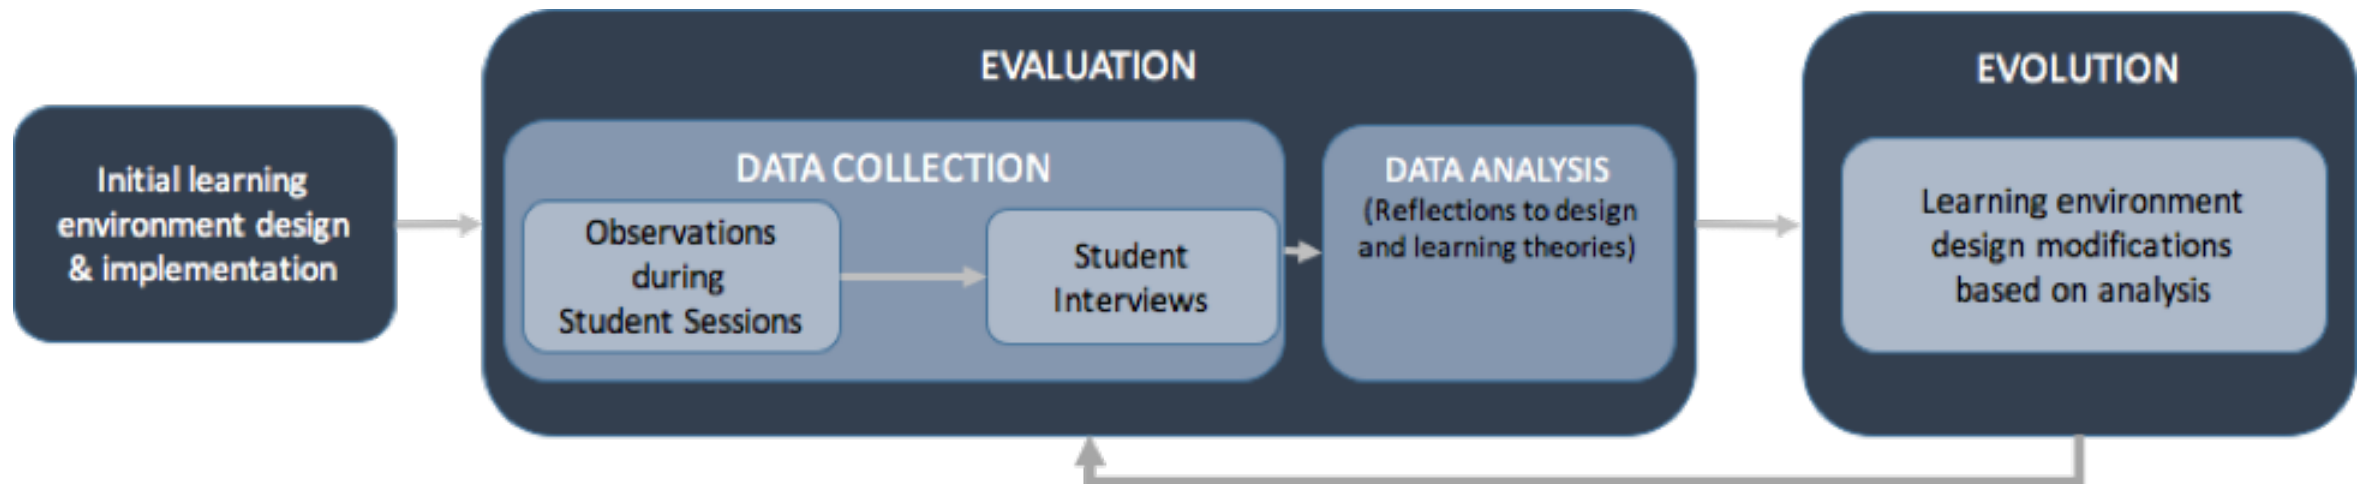 Initial learning
environment design
& implementation
EVALUATION
DATA COLLECTION
Observations
during
Student Sessions
Student
Interviews
DATA ANALYSIS
(Reflections to design
and learning theories)
EVOLUTION
Learning environment
design modifications
based on analysis